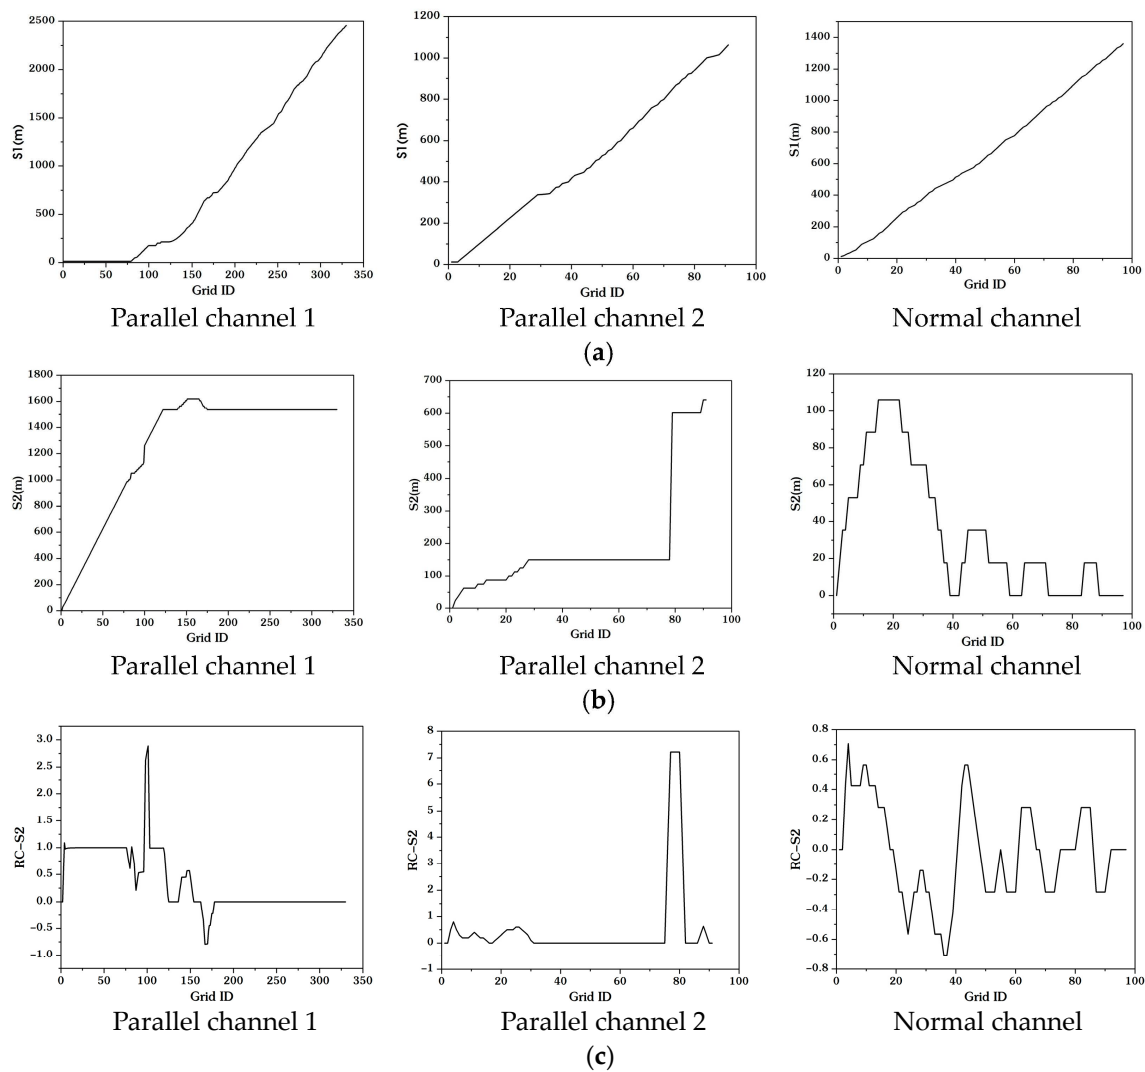 2500
2000
1500
1000
500
0
S1(m)
0 50 100 150 200 250 300 350
Grid ID
Parallel channel 1
1200
1000
800
600
400
200
0
S1(m)
0 20 40 60 80 100
Grid ID
Parallel channel 2
1400
1200
1000
800
600
400
200
0
S1(m)
0 20 40 60 80 100
Grid ID
Normal channel
(a)
1800
1600
1400
1200
1000
800
600
400
200
0
S2(m)
0 50 100 150 200 250 300 350
Grid ID
Parallel channel 1
700
600
500
400
300
200
100
0
S2(m)
0 20 40 60 80 100
Grid ID
Parallel channel 2
120
100
80
60
40
20
0
S2(m)
0 20 40 60 80 100
Grid ID
Normal channel
(b)
3.0
2.5
2.0
1.5
1.0
0.5
0.0
−0.5
−1.0
RC−S2
0 50 100 150 200 250 300 350
Grid ID
Parallel channel 1
8
7
6
5
4
3
2
1
0
−1
RC−S2
0 20 40 60 80 100
Grid ID
Parallel channel 2
0.8
0.6
0.4
0.2
0.0
−0.2
−0.4
−0.6
−0.8
RC−S2
0 20 40 60 80 100
Grid ID
Normal channel
(c)